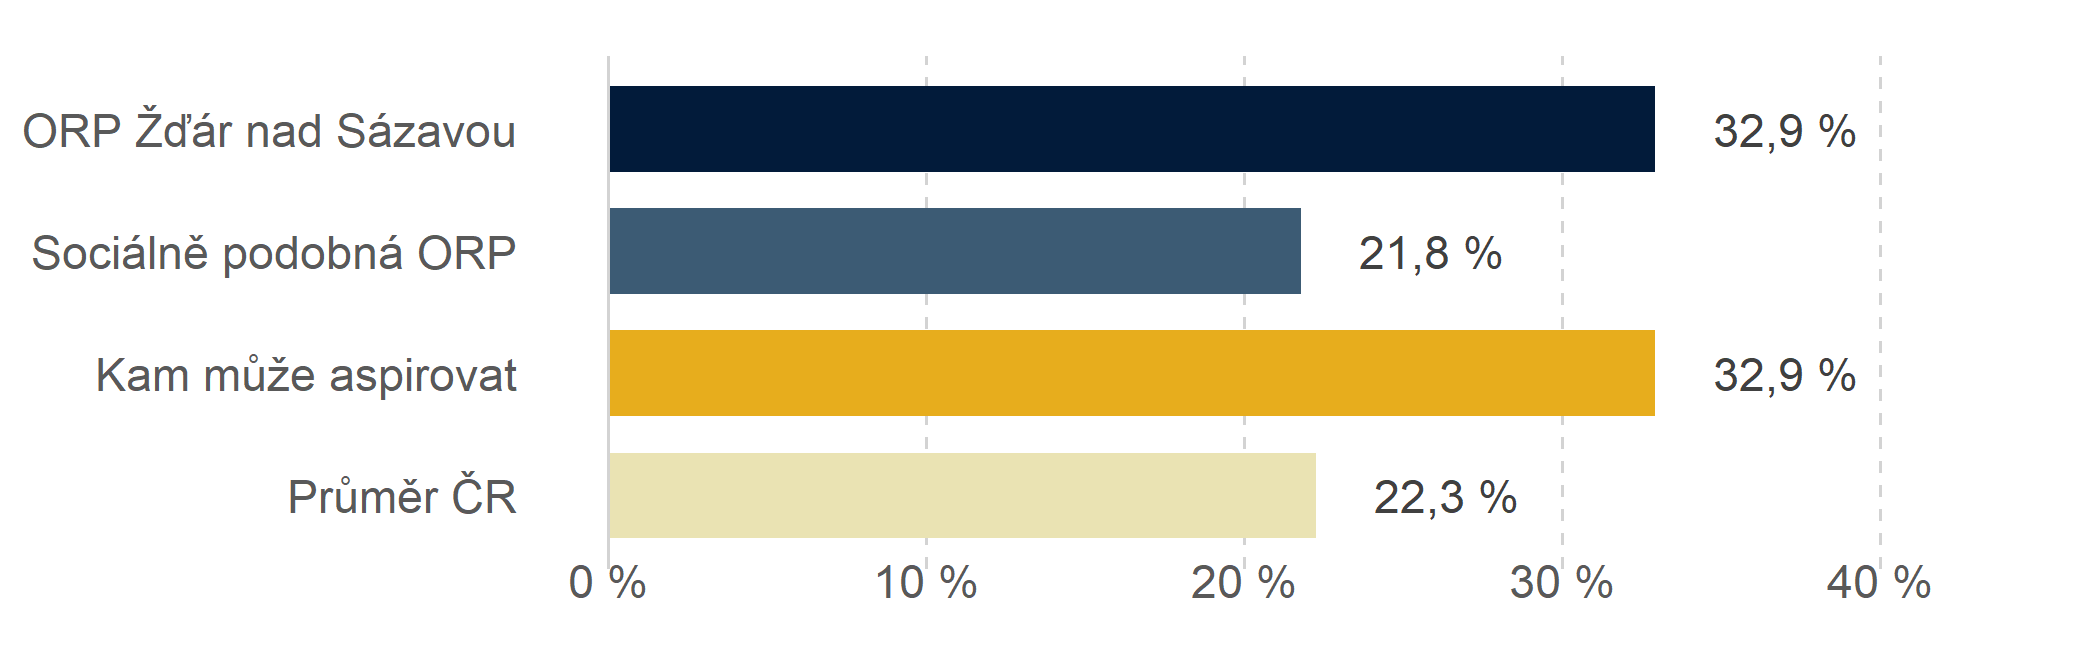 ORP Žďár nad Sázavou
32,9 %
Sociálně podobná ORP
21,8 %
Kam může aspirovat
32,9 %
Průměr ČR
22,3 %
0 % 10 % 20 % 30 % 40 %